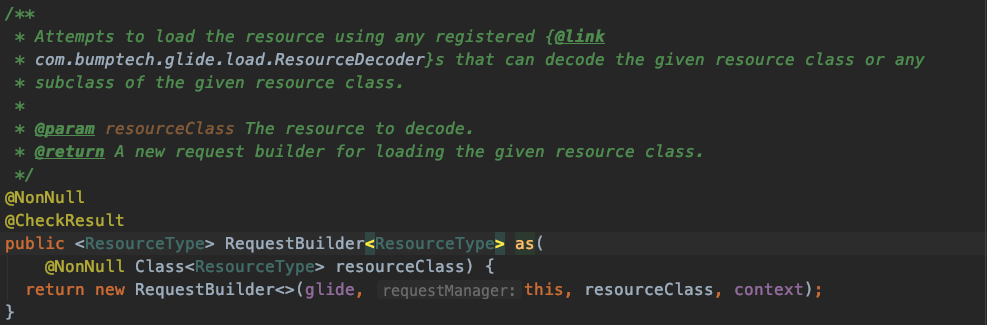 /**
 * Attempts to load the resource using any registered {@link
 * com.bumptech.glide.load.ResourceDecoder}s that can decode the given resource class or any
 * subclass of the given resource class.
 *
 * @param resourceClass The resource to decode.
 * @return A new request builder for loading the given resource class.
 */
@NonNull
@CheckResult
public <ResourceType> RequestBuilder<ResourceType> as(
    @NonNull Class<ResourceType> resourceClass) {
  return new RequestBuilder<>(glide, requestManager: this, resourceClass, context);
}